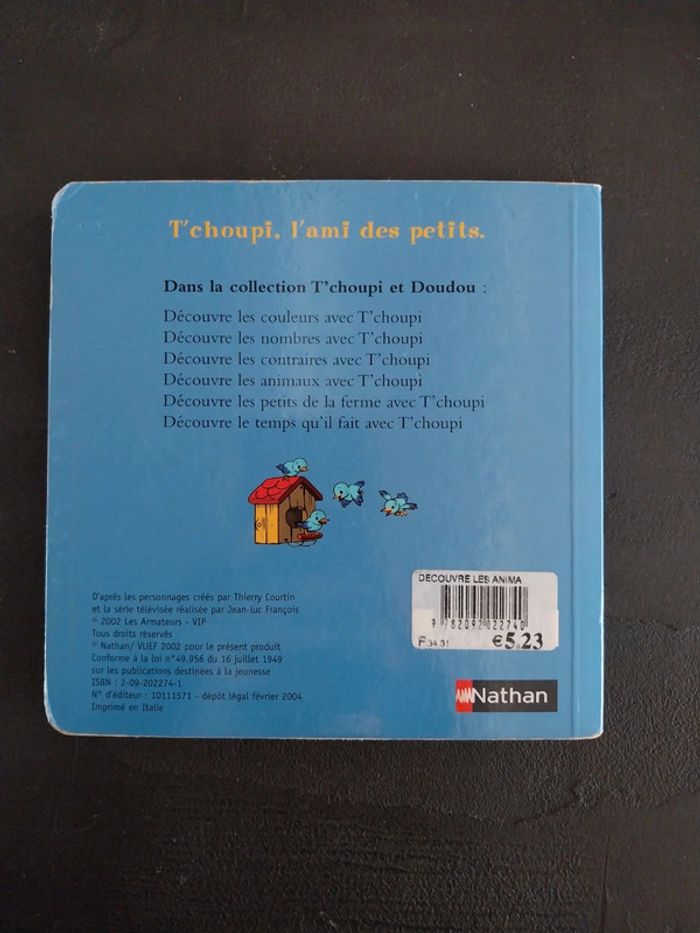 T'choupi, l'ami des petits.
Dans la collection T'choupi et Doudou :
Découvre les couleurs avec T'choupi
Découvre les nombres avec T'choupi
Découvre les contraires avec T'choupi
Découvre les animaux avec T'choupi
Découvre les petits de la ferme avec T'choupi
Découvre le temps qu'il fait avec T'choupi
D'après les personnages créés par Thierry Courtin
et la série télévisée réalisée par Jean-luc François
© 2002 Les Armateurs - VIP
Tous droits réservés
© Nathan/ VUEF 2002 pour le présent produit
Conforme à la loi n°49.956 du 16 juillet 1949
sur les publications destinées à la jeunesse
ISBN : 2-09-202274-1
N° d'éditeur : 10111571 - dépôt légal février 2004
Imprimé en Italie
DECOUVRE LES ANIMA
9 782092 022740
F 34.31 €5,23
Nathan